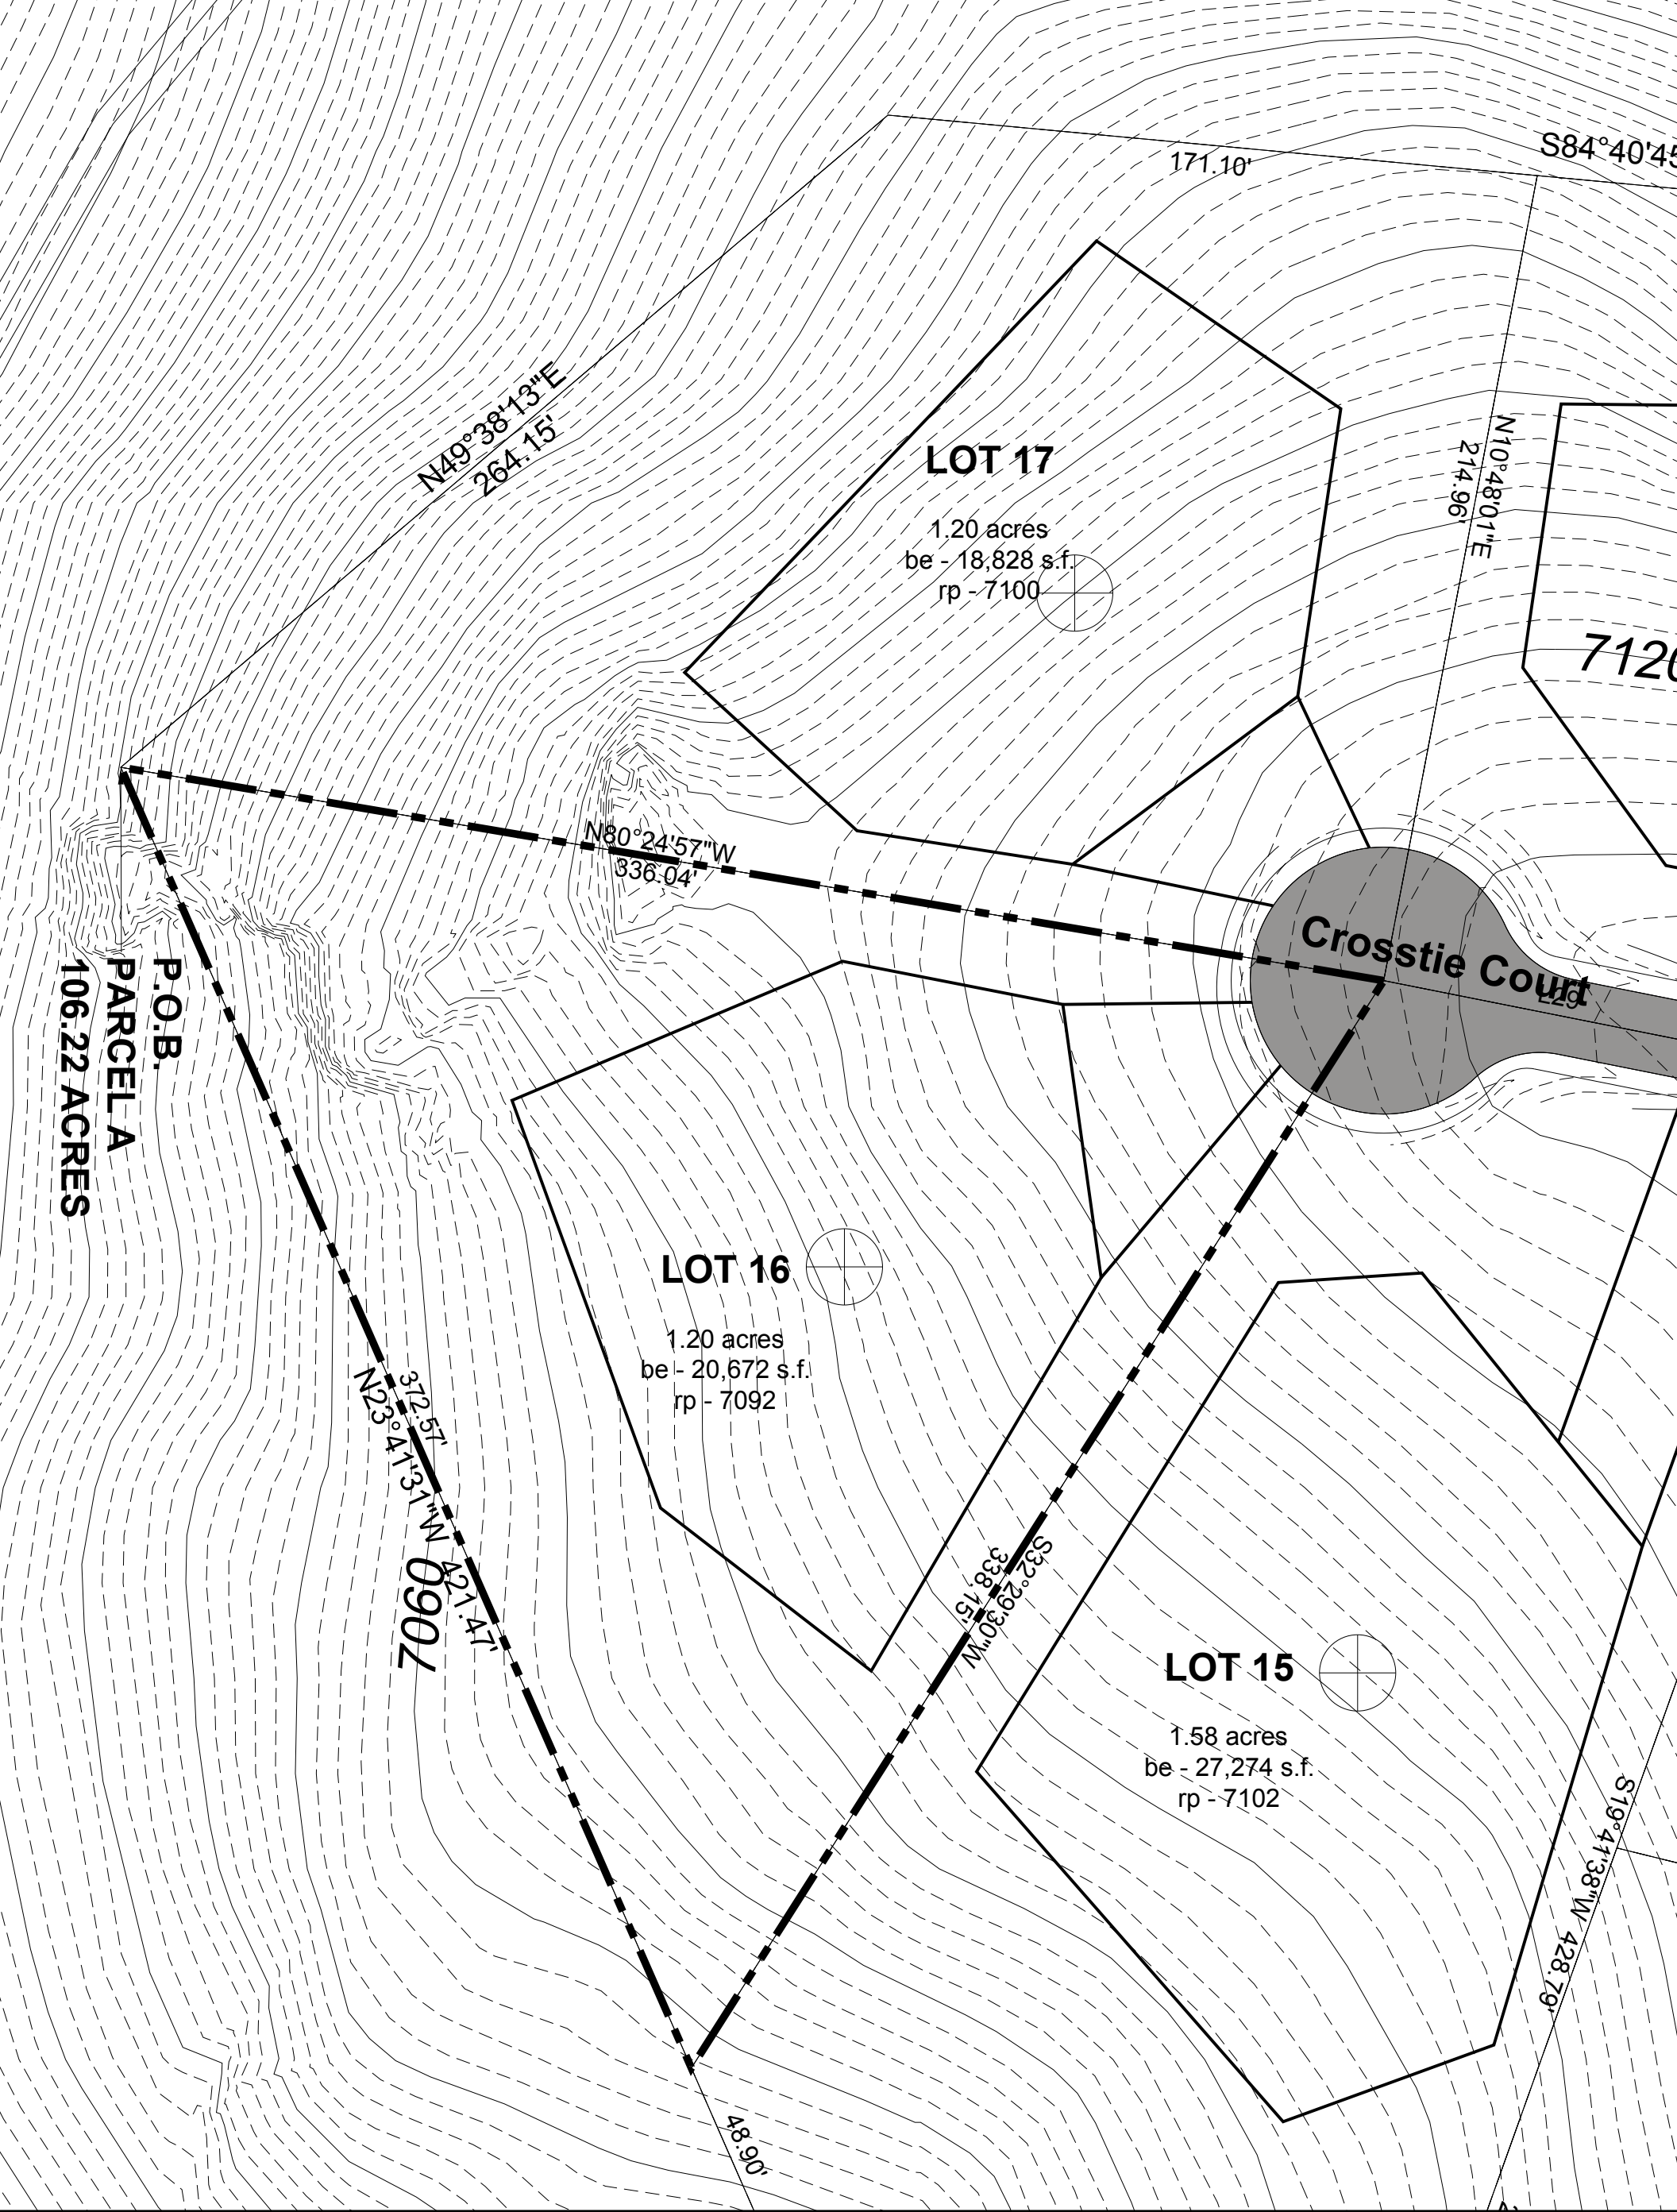 171.10'
S84°40'45
N49°38'13"E
264.15'
LOT 17
1.20 acres
be - 18,828 s.f.
rp - 7100
N10°48'01"E
214.96'
7120
N80°24'57"W
336.04'
Crosstie Court
L29
P.O.B.
PARCEL A
106.22 ACRES
LOT 16
1.20 acres
be - 20,672 s.f.
rp - 7092
372.57'
N23°41'31"W 421.47'
7090
S32°29'30"W
338.15'
LOT 15
1.58 acres
be - 27,274 s.f.
rp - 7102
S19°41'38"W 428.79'
48.90'